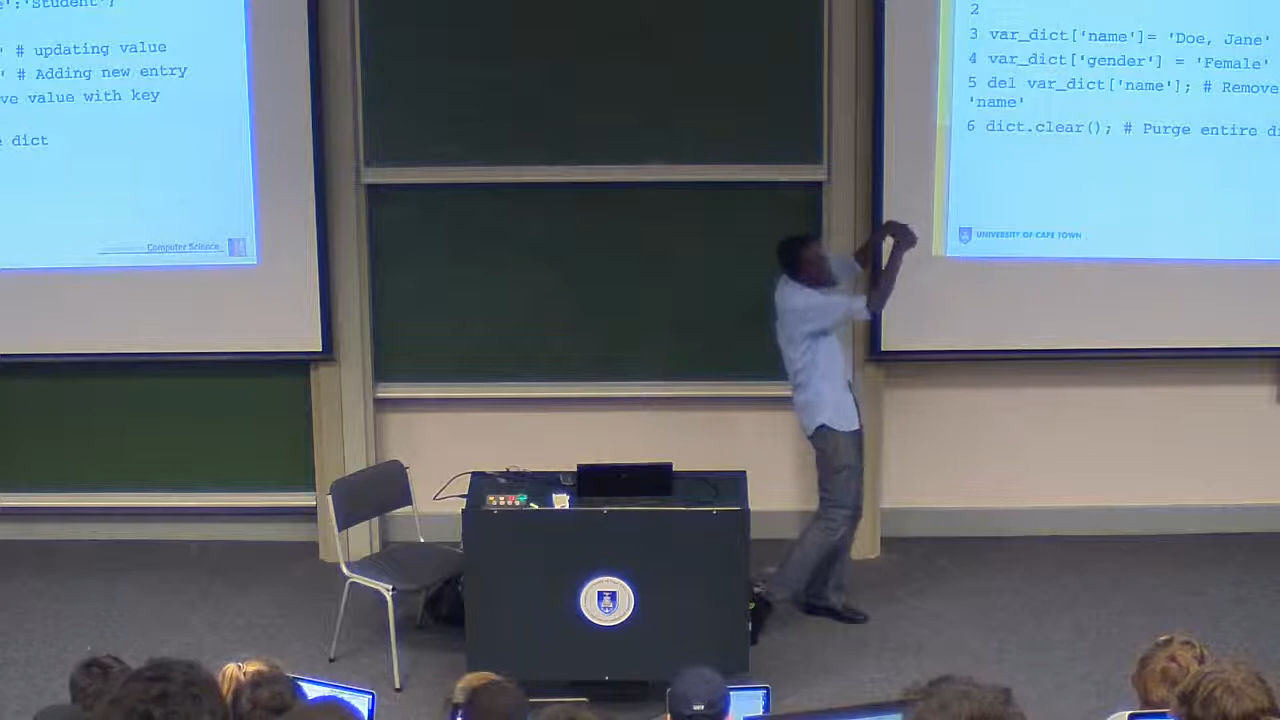 e';'Student'}
' # updating value
' # Adding new entry
ve value with key
e dict
Computer Science
2
3 var_dict['name']= 'Doe, Jane'
4 var_dict['gender'] = 'Female'
5 del var_dict['name']; # Remove
'name'
6 dict.clear(); # Purge entire di
UNIVERSITY OF CAPE TOWN